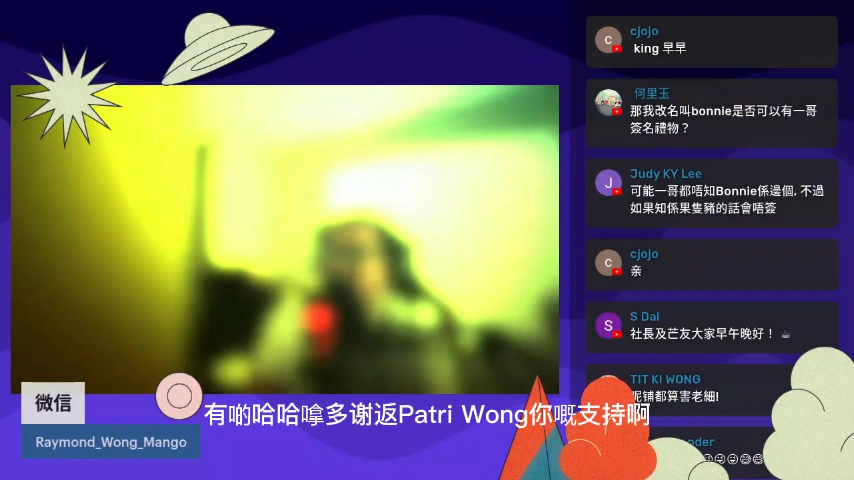 cjojo
king 早早
何里玉
那我改名叫bonnie是否可以有一哥
簽名禮物？
Judy KY Lee
可能一哥都唔知Bonnie係邊個, 不過
如果知係果隻豬的話會唔簽
cjojo
亲
S Dai
社長及芒友大家早午晚好！ ☕
TIT KI WONG
呢铺都算害老細!
nder
微信
Raymond_Wong_Mango
有啲哈哈嗱多谢返Patri Wong你嘅支持啊